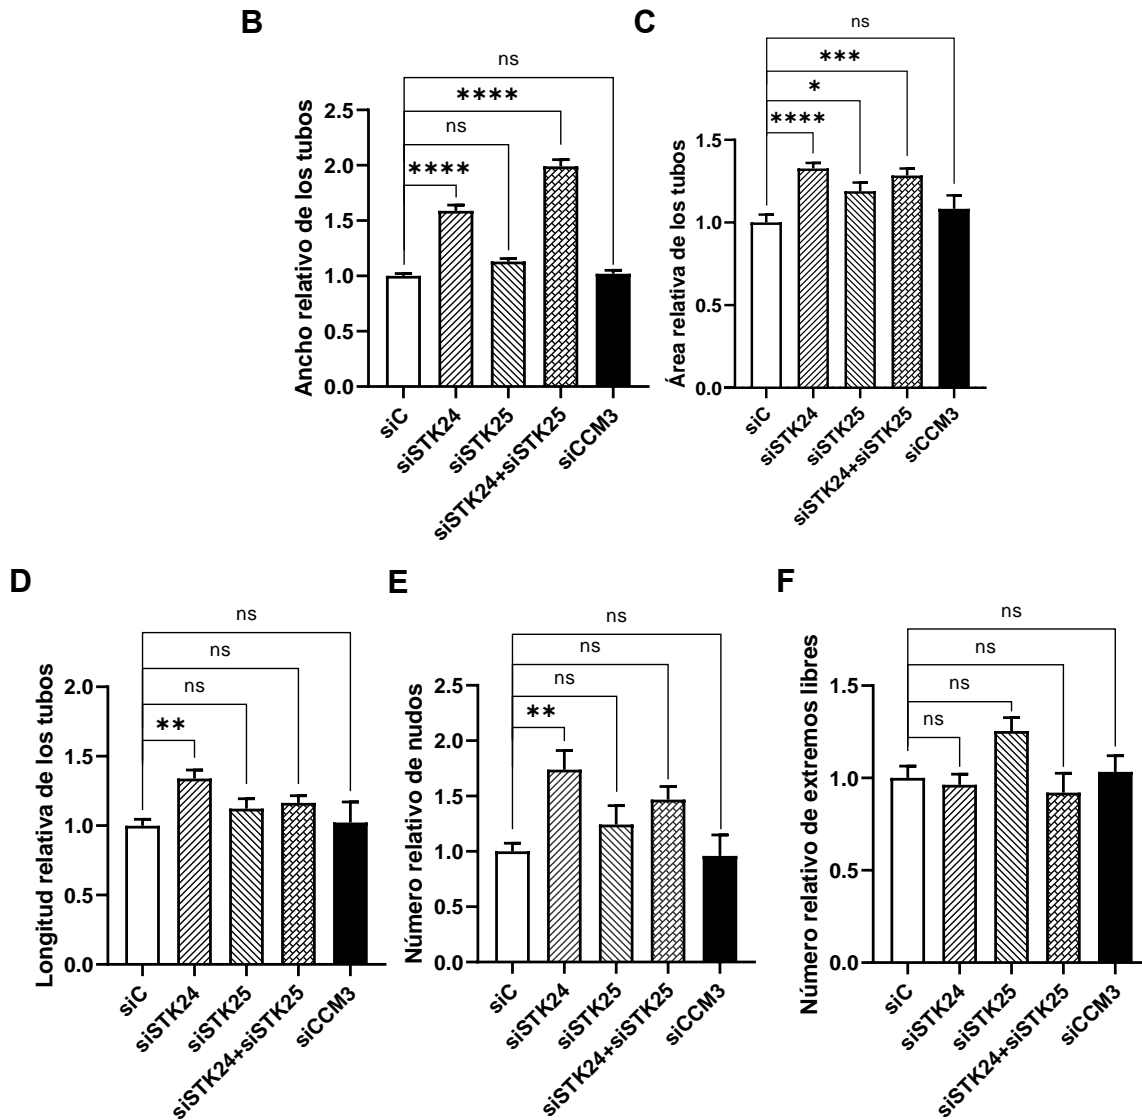 B
ns
****
ns
****
Ancho relativo de los tubos
2.5
2.0
1.5
1.0
0.5
0.0
siC
siSTK24
siSTK25
siSTK24+siSTK25
siCCM3
C
ns
***
*
****
Área relativa de los tubos
1.5
1.0
0.5
0.0
siC
siSTK24
siSTK25
siSTK24+siSTK25
siCCM3
D
ns
ns
ns
**
Longitud relativa de los tubos
2.0
1.5
1.0
0.5
0.0
siC
siSTK24
siSTK25
siSTK24+siSTK25
siCCM3
E
ns
ns
ns
**
Número relativo de nudos
2.5
2.0
1.5
1.0
0.5
0.0
siC
siSTK24
siSTK25
siSTK24+siSTK25
siCCM3
F
ns
ns
ns
ns
Número relativo de extremos libres
1.5
1.0
0.5
0.0
siC
siSTK24
siSTK25
siSTK24+siSTK25
siCCM3